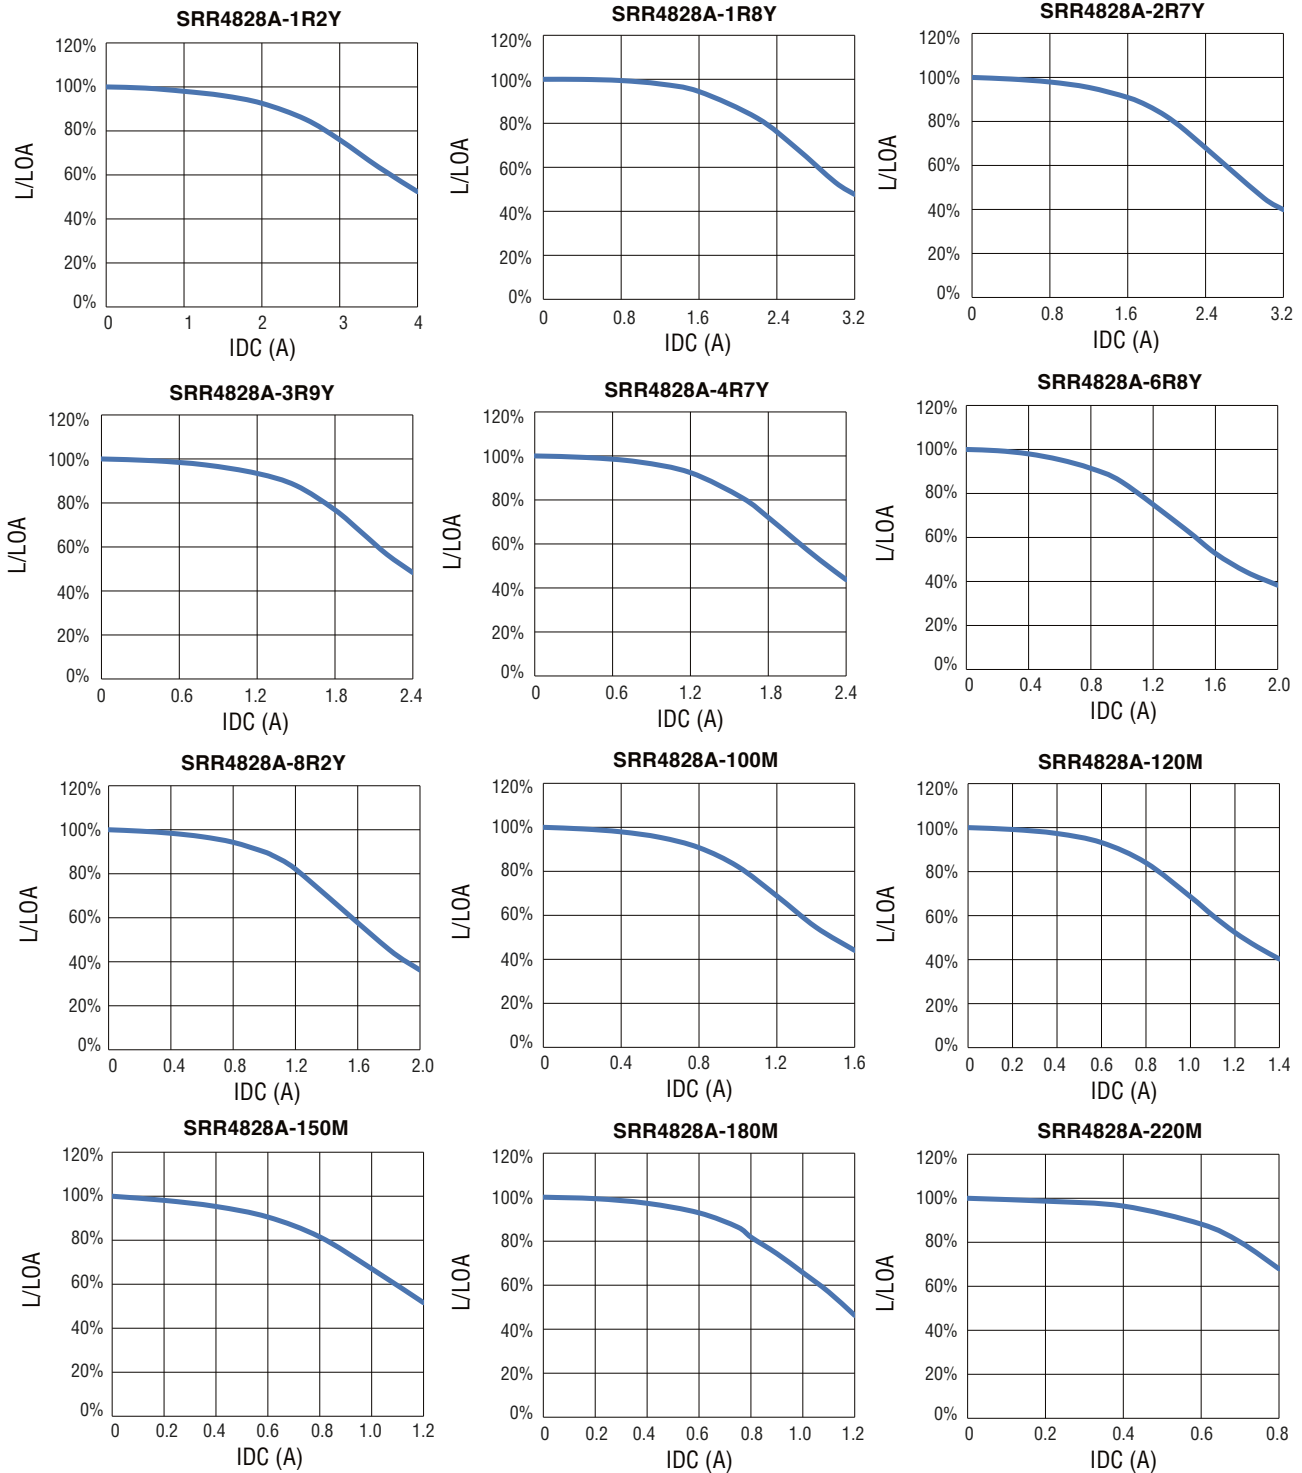 SRR4828A-1R2Y
120%
100%
80%
60%
40%
20%
0%
L/LOA
0 1 2 3 4
IDC (A)
SRR4828A-1R8Y
120%
100%
80%
60%
40%
20%
0%
L/LOA
0 0.8 1.6 2.4 3.2
IDC (A)
SRR4828A-2R7Y
120%
100%
80%
60%
40%
20%
0%
L/LOA
0 0.8 1.6 2.4 3.2
IDC (A)
SRR4828A-3R9Y
120%
100%
80%
60%
40%
20%
0%
L/LOA
0 0.6 1.2 1.8 2.4
IDC (A)
SRR4828A-4R7Y
120%
100%
80%
60%
40%
20%
0%
L/LOA
0 0.6 1.2 1.8 2.4
IDC (A)
SRR4828A-6R8Y
120%
100%
80%
60%
40%
20%
0%
L/LOA
0 0.4 0.8 1.2 1.6 2.0
IDC (A)
SRR4828A-8R2Y
120%
100%
80%
60%
40%
20%
0%
L/LOA
0 0.4 0.8 1.2 1.6 2.0
IDC (A)
SRR4828A-100M
120%
100%
80%
60%
40%
20%
0%
L/LOA
0 0.4 0.8 1.2 1.6
IDC (A)
SRR4828A-120M
120%
100%
80%
60%
40%
20%
0%
L/LOA
0 0.2 0.4 0.6 0.8 1.0 1.2 1.4
IDC (A)
SRR4828A-150M
120%
100%
80%
60%
40%
20%
0%
L/LOA
0 0.2 0.4 0.6 0.8 1.0 1.2
IDC (A)
SRR4828A-180M
120%
100%
80%
60%
40%
20%
0%
L/LOA
0 0.2 0.4 0.6 0.8 1.0 1.2
IDC (A)
SRR4828A-220M
120%
100%
80%
60%
40%
20%
0%
L/LOA
0 0.2 0.4 0.6 0.8
IDC (A)